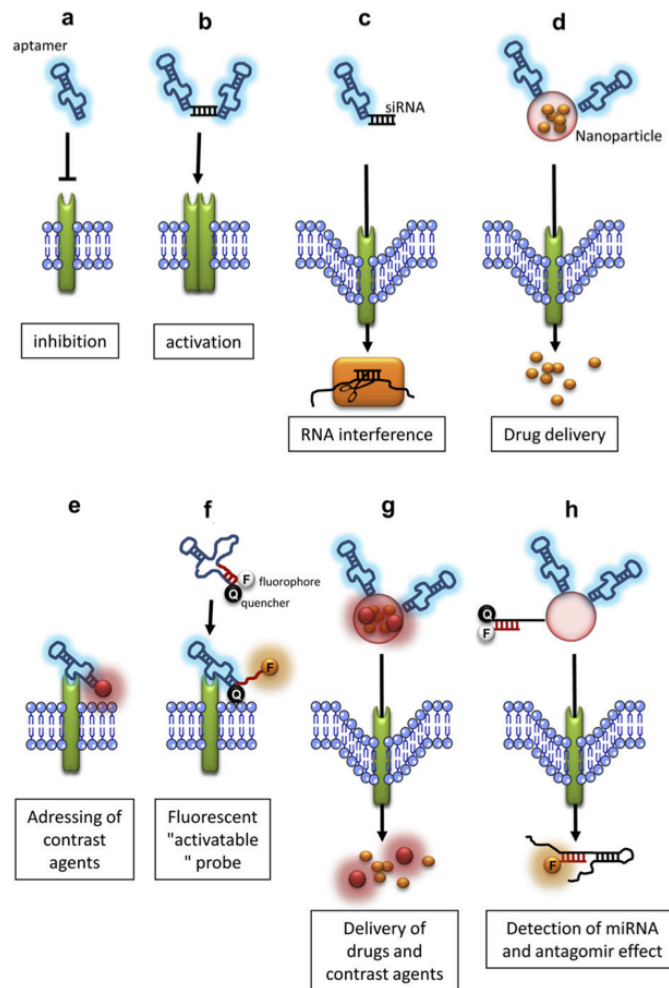 a
b
c
d
aptamer
siRNA
Nanoparticle
inhibition
activation
RNA interference
Drug delivery
e
f
g
h
F
fluorophore
Q
quencher
Q
F
F
Q
Adressing of
contrast
agents
Fluorescent
"activatable
" probe
F
Delivery of
drugs and
contrast agents
Detection of miRNA
and antagomir effect